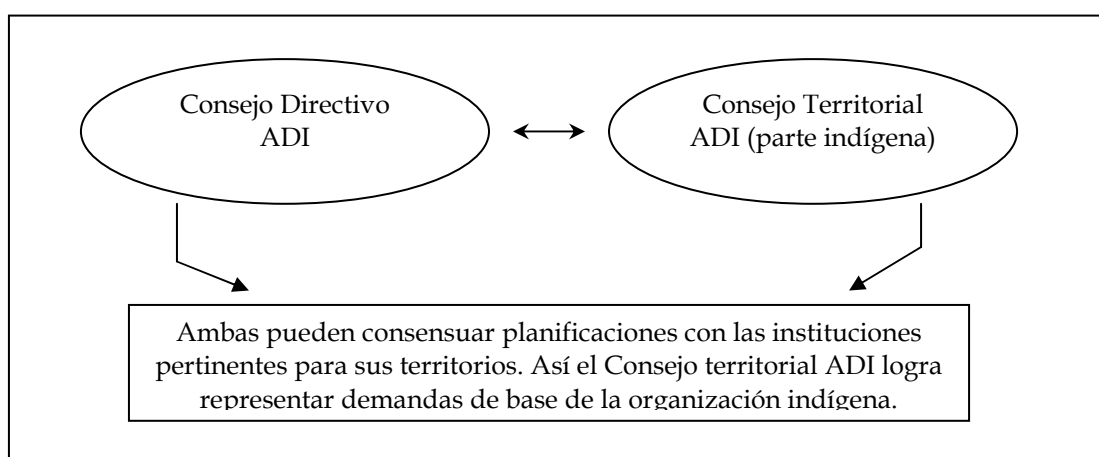 Consejo Directivo
ADI
Consejo Territorial
ADI (parte indígena)
Ambas pueden consensuar planificaciones con las instituciones
pertinentes para sus territorios. Así el Consejo territorial ADI logra
representar demandas de base de la organización indígena.